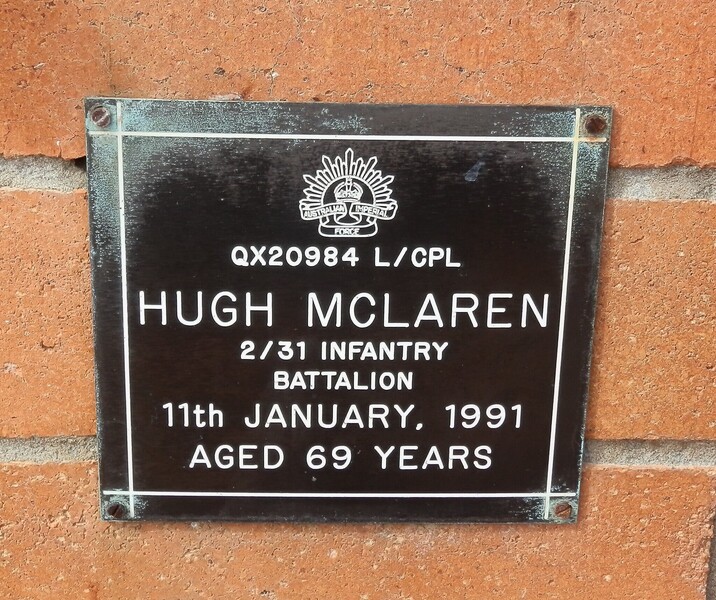 AUSTRALIAN IMPERIAL
FORCE
QX20984 L/CPL
HUGH MCLAREN
2/31 INFANTRY
BATTALION
11th JANUARY, 1991
AGED 69 YEARS